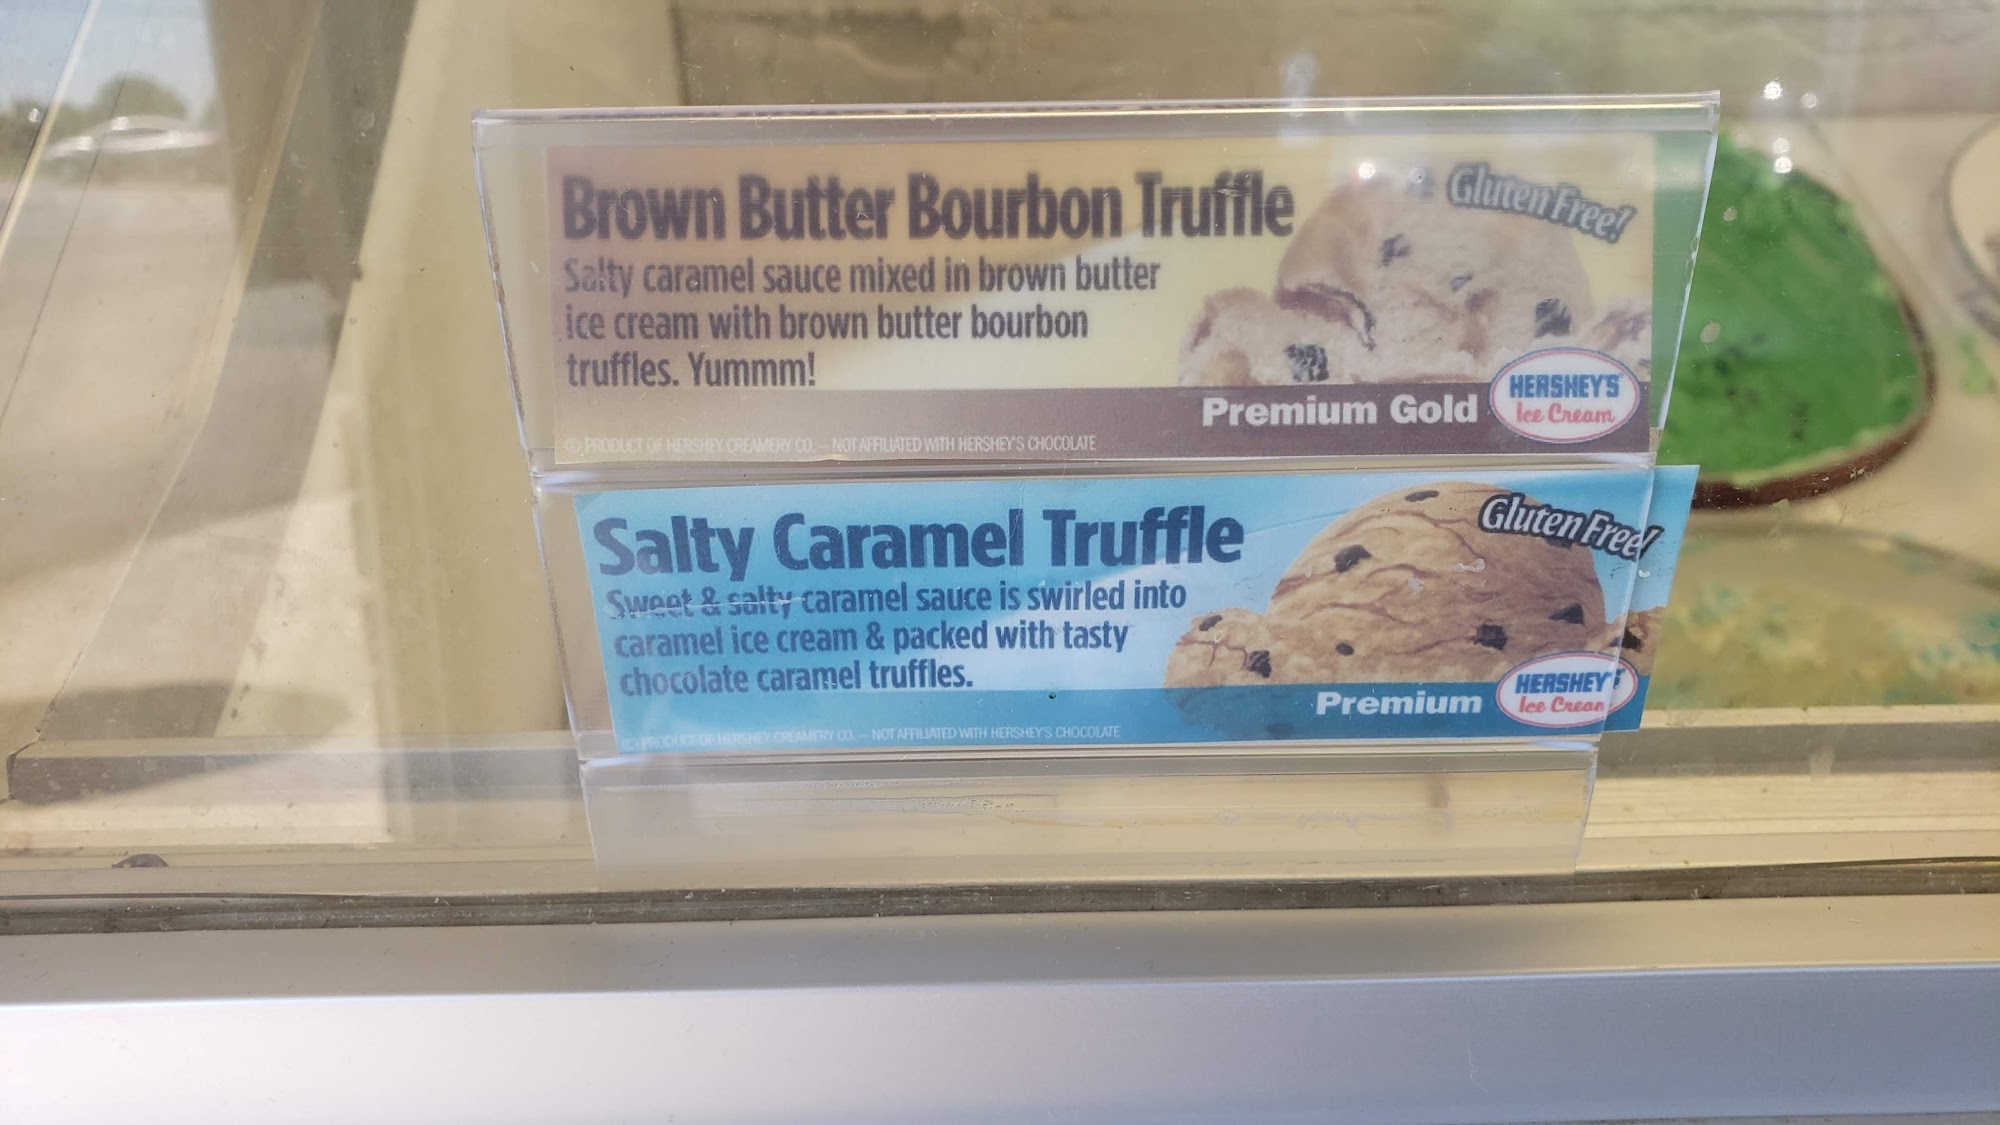 Brown Butter Bourbon Truffle
Gluten Free!
Salty caramel sauce mixed in brown butter
ice cream with brown butter bourbon
truffles. Yummm!
Premium Gold
HERSHEY'S
Ice Cream
© PRODUCT OF HERSHEY CREAMERY CO. – NOT AFFILIATED WITH HERSHEY'S CHOCOLATE
Salty Caramel Truffle
Gluten Free!
Sweet & salty caramel sauce is swirled into
caramel ice cream & packed with tasty
chocolate caramel truffles.
Premium
HERSHEY'S
Ice Cream
© PRODUCT OF HERSHEY CREAMERY CO. – NOT AFFILIATED WITH HERSHEY'S CHOCOLATE